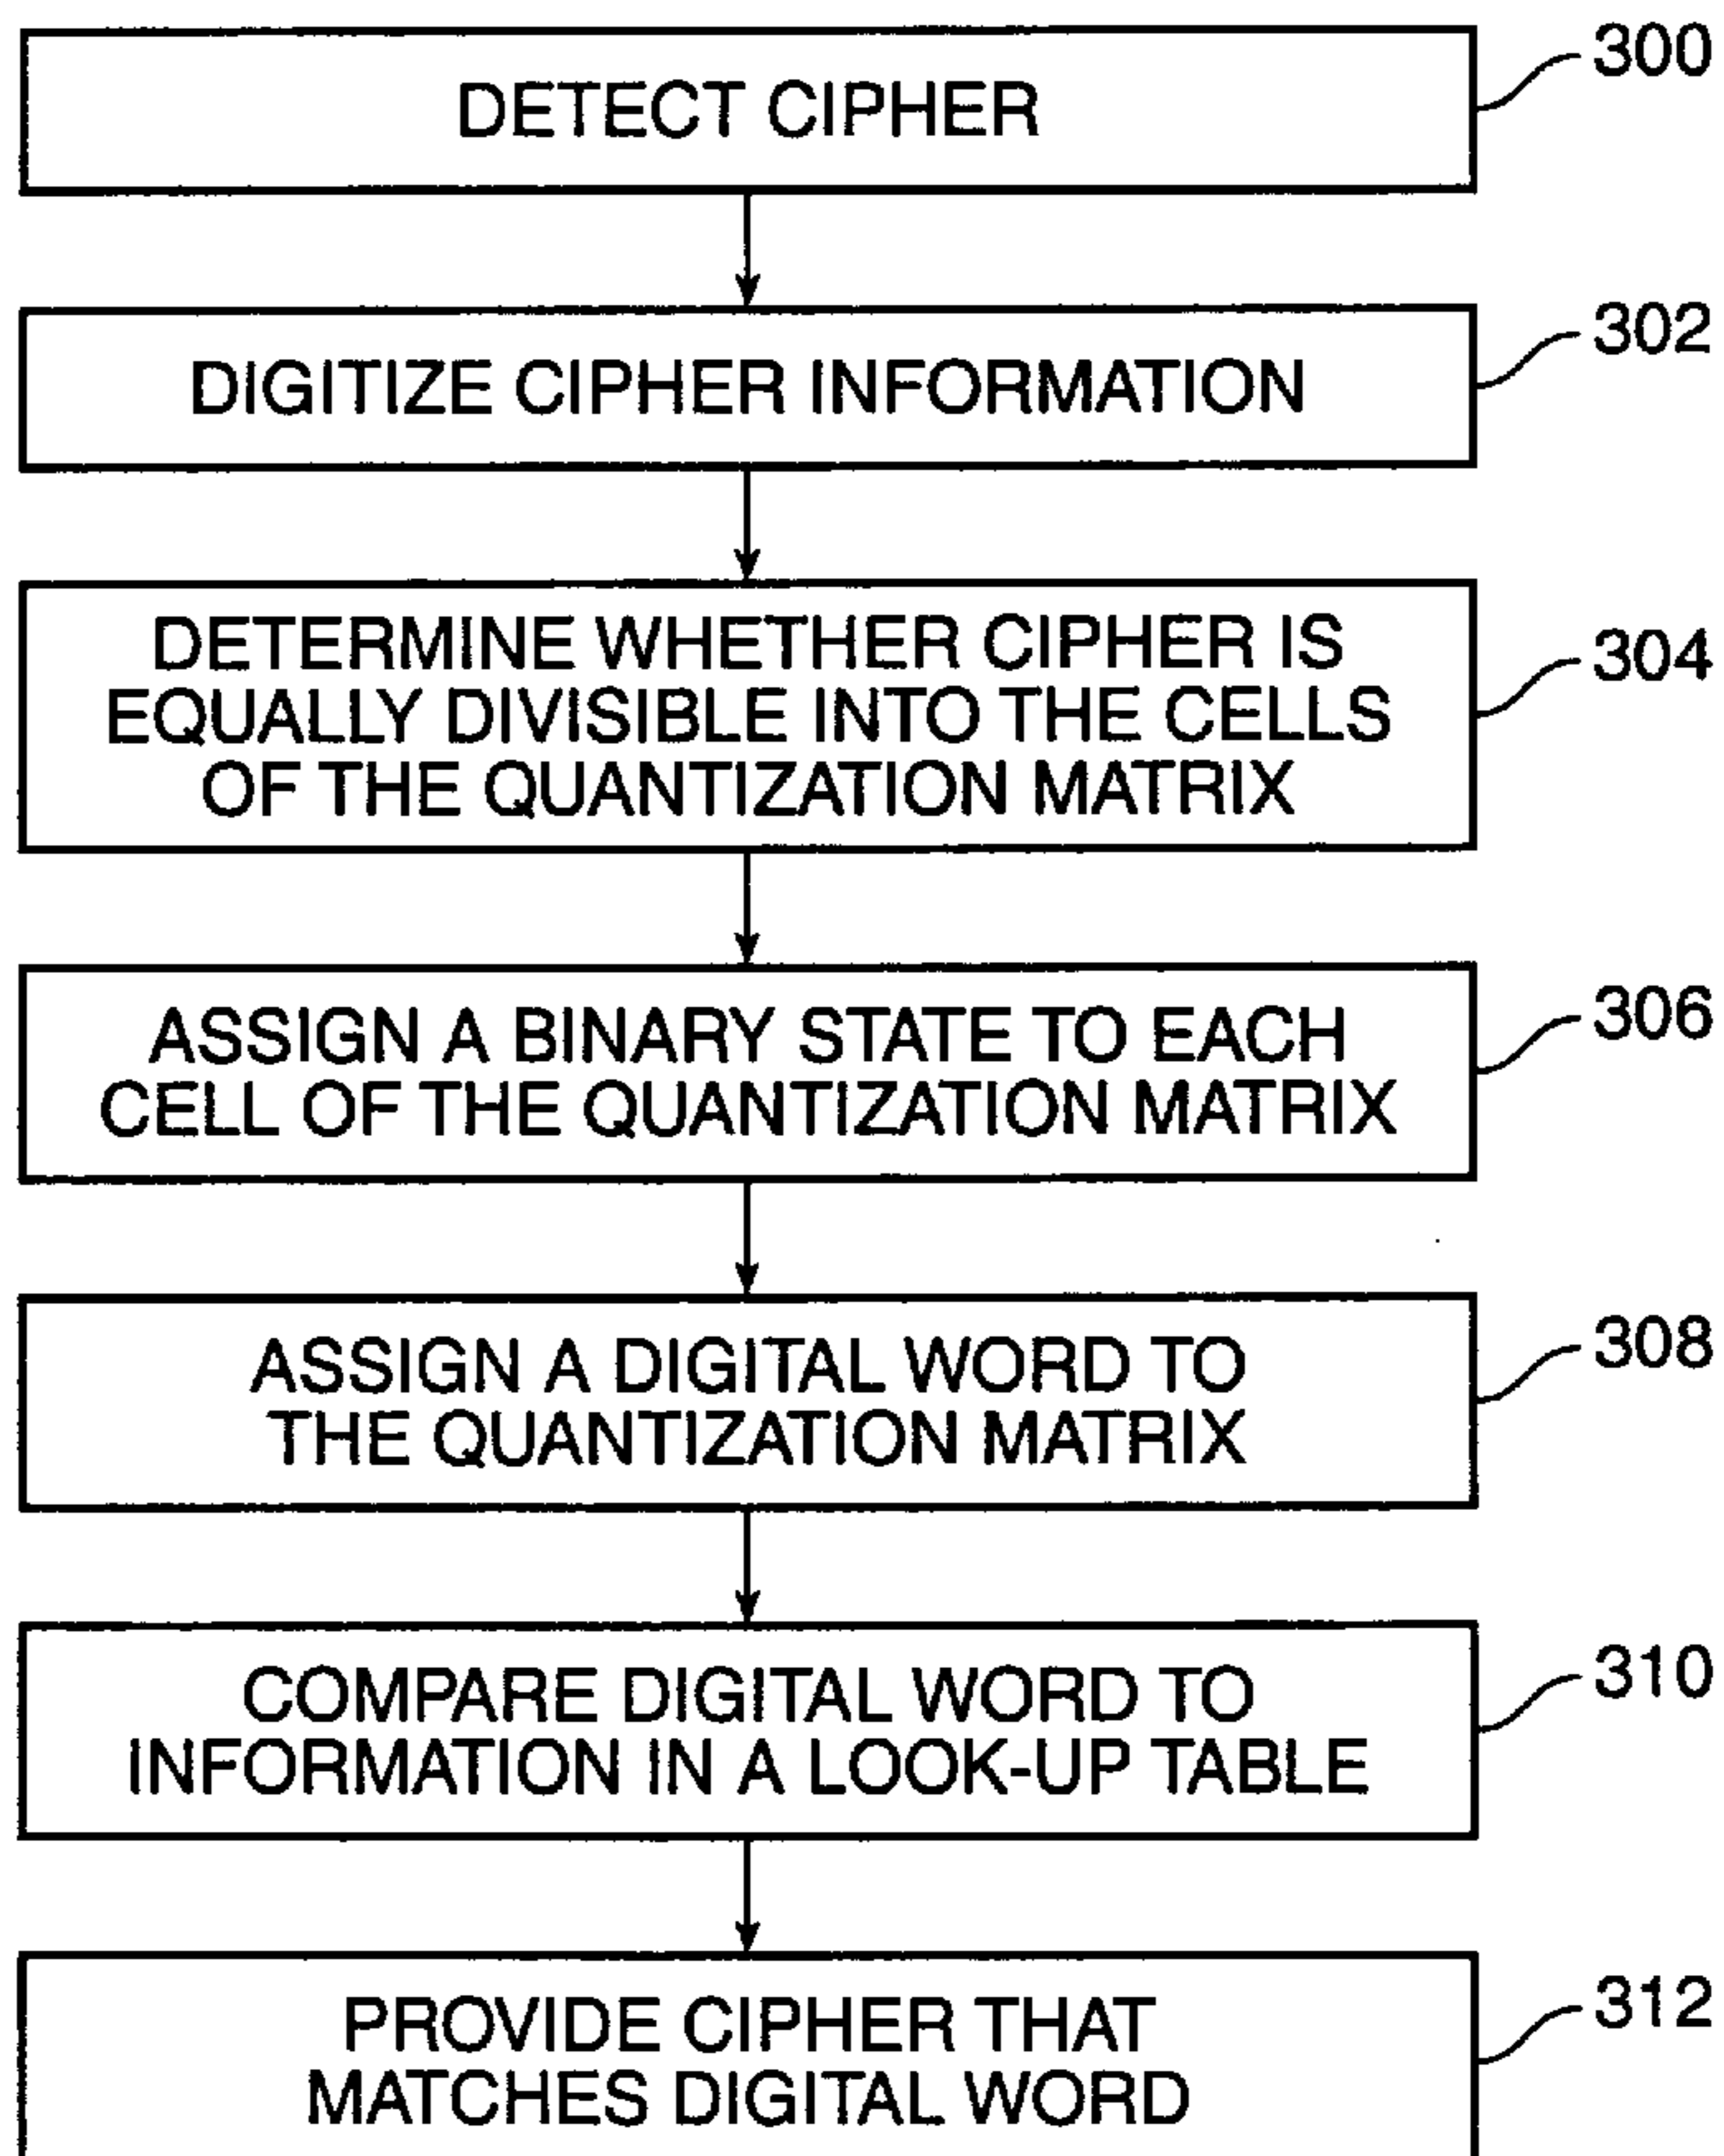 DETECT CIPHER
300
DIGITIZE CIPHER INFORMATION
302
DETERMINE WHETHER CIPHER IS
EQUALLY DIVISIBLE INTO THE CELLS
OF THE QUANTIZATION MATRIX
304
ASSIGN A BINARY STATE TO EACH
CELL OF THE QUANTIZATION MATRIX
306
ASSIGN A DIGITAL WORD TO
THE QUANTIZATION MATRIX
308
COMPARE DIGITAL WORD TO
INFORMATION IN A LOOK-UP TABLE
310
PROVIDE CIPHER THAT
MATCHES DIGITAL WORD
312